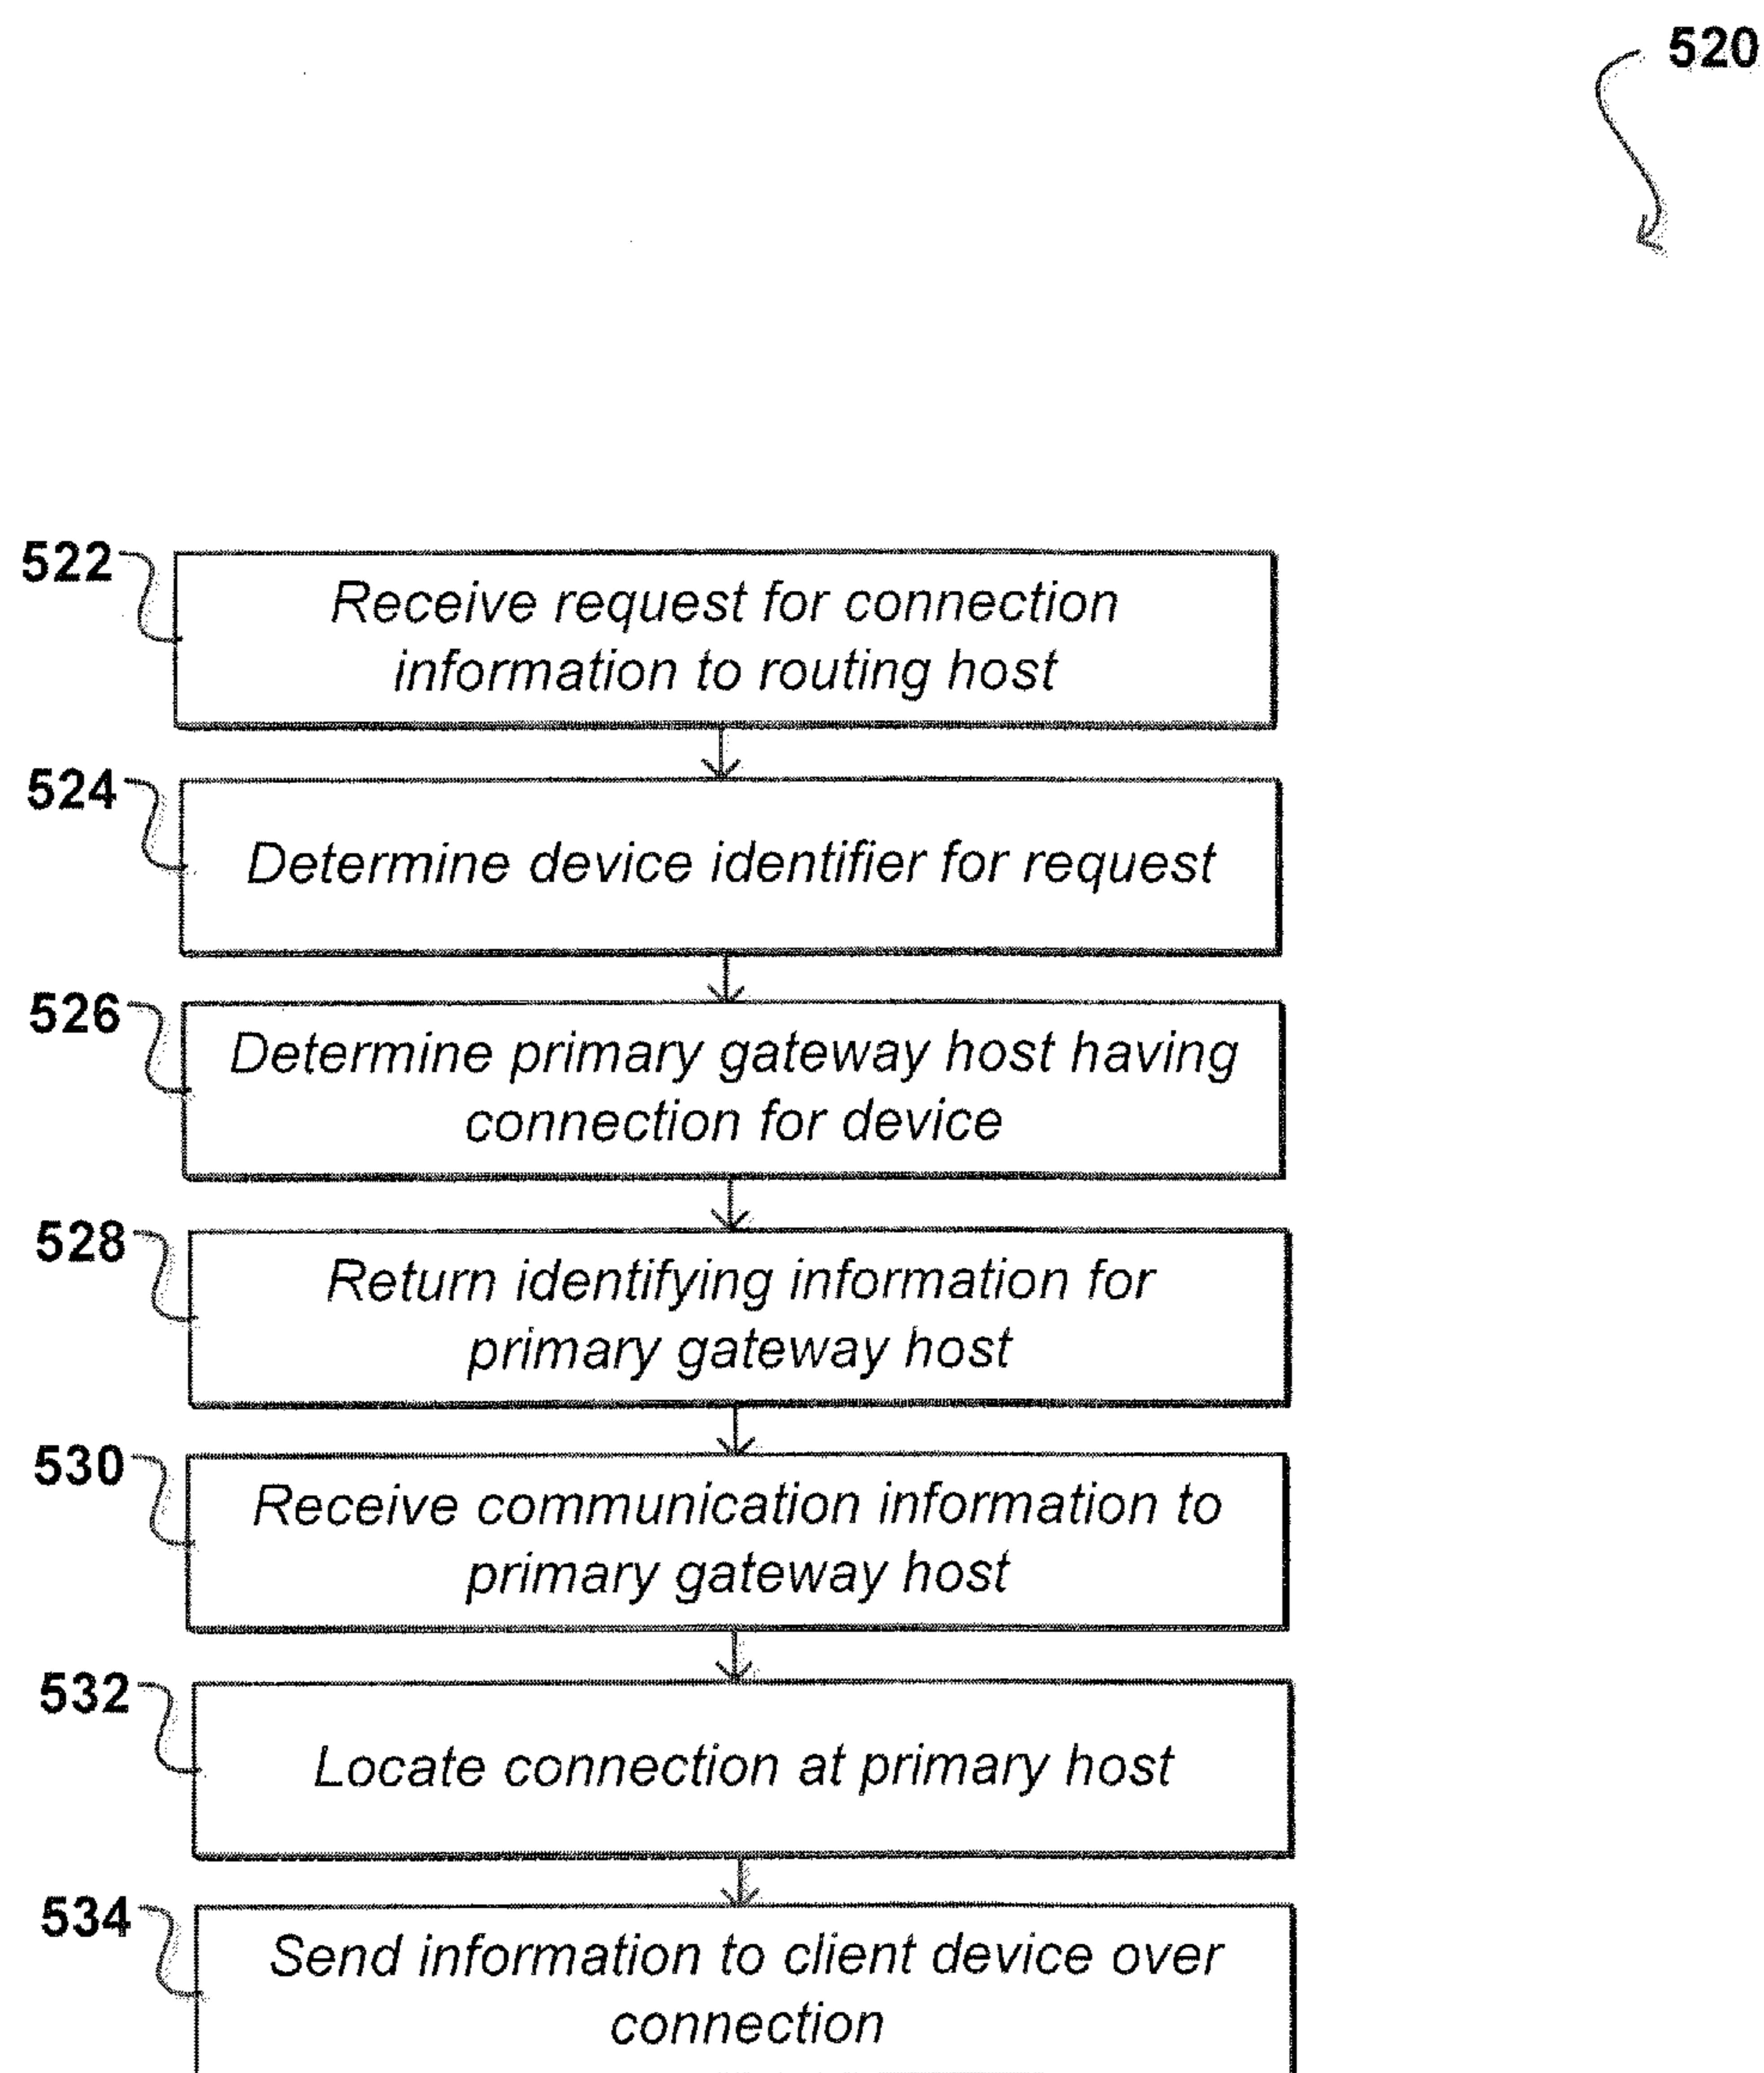 520
522
Receive request for connection
information to routing host
524
Determine device identifier for request
526
Determine primary gateway host having
connection for device
528
Return identifying information for
primary gateway host
530
Receive communication information to
primary gateway host
532
Locate connection at primary host
534
Send information to client device over
connection